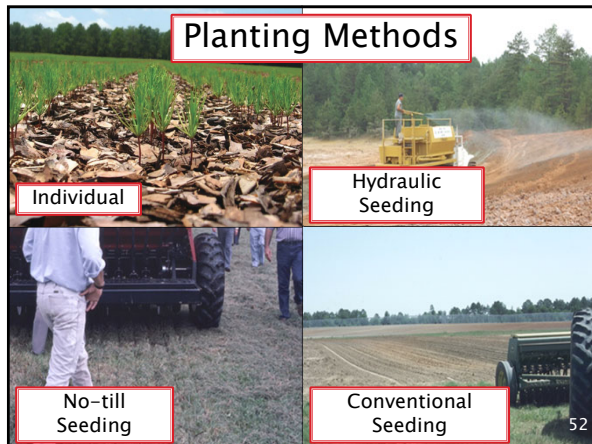 Planting Methods
Individual
Hydraulic
Seeding
No-till
Seeding
Conventional
Seeding
52